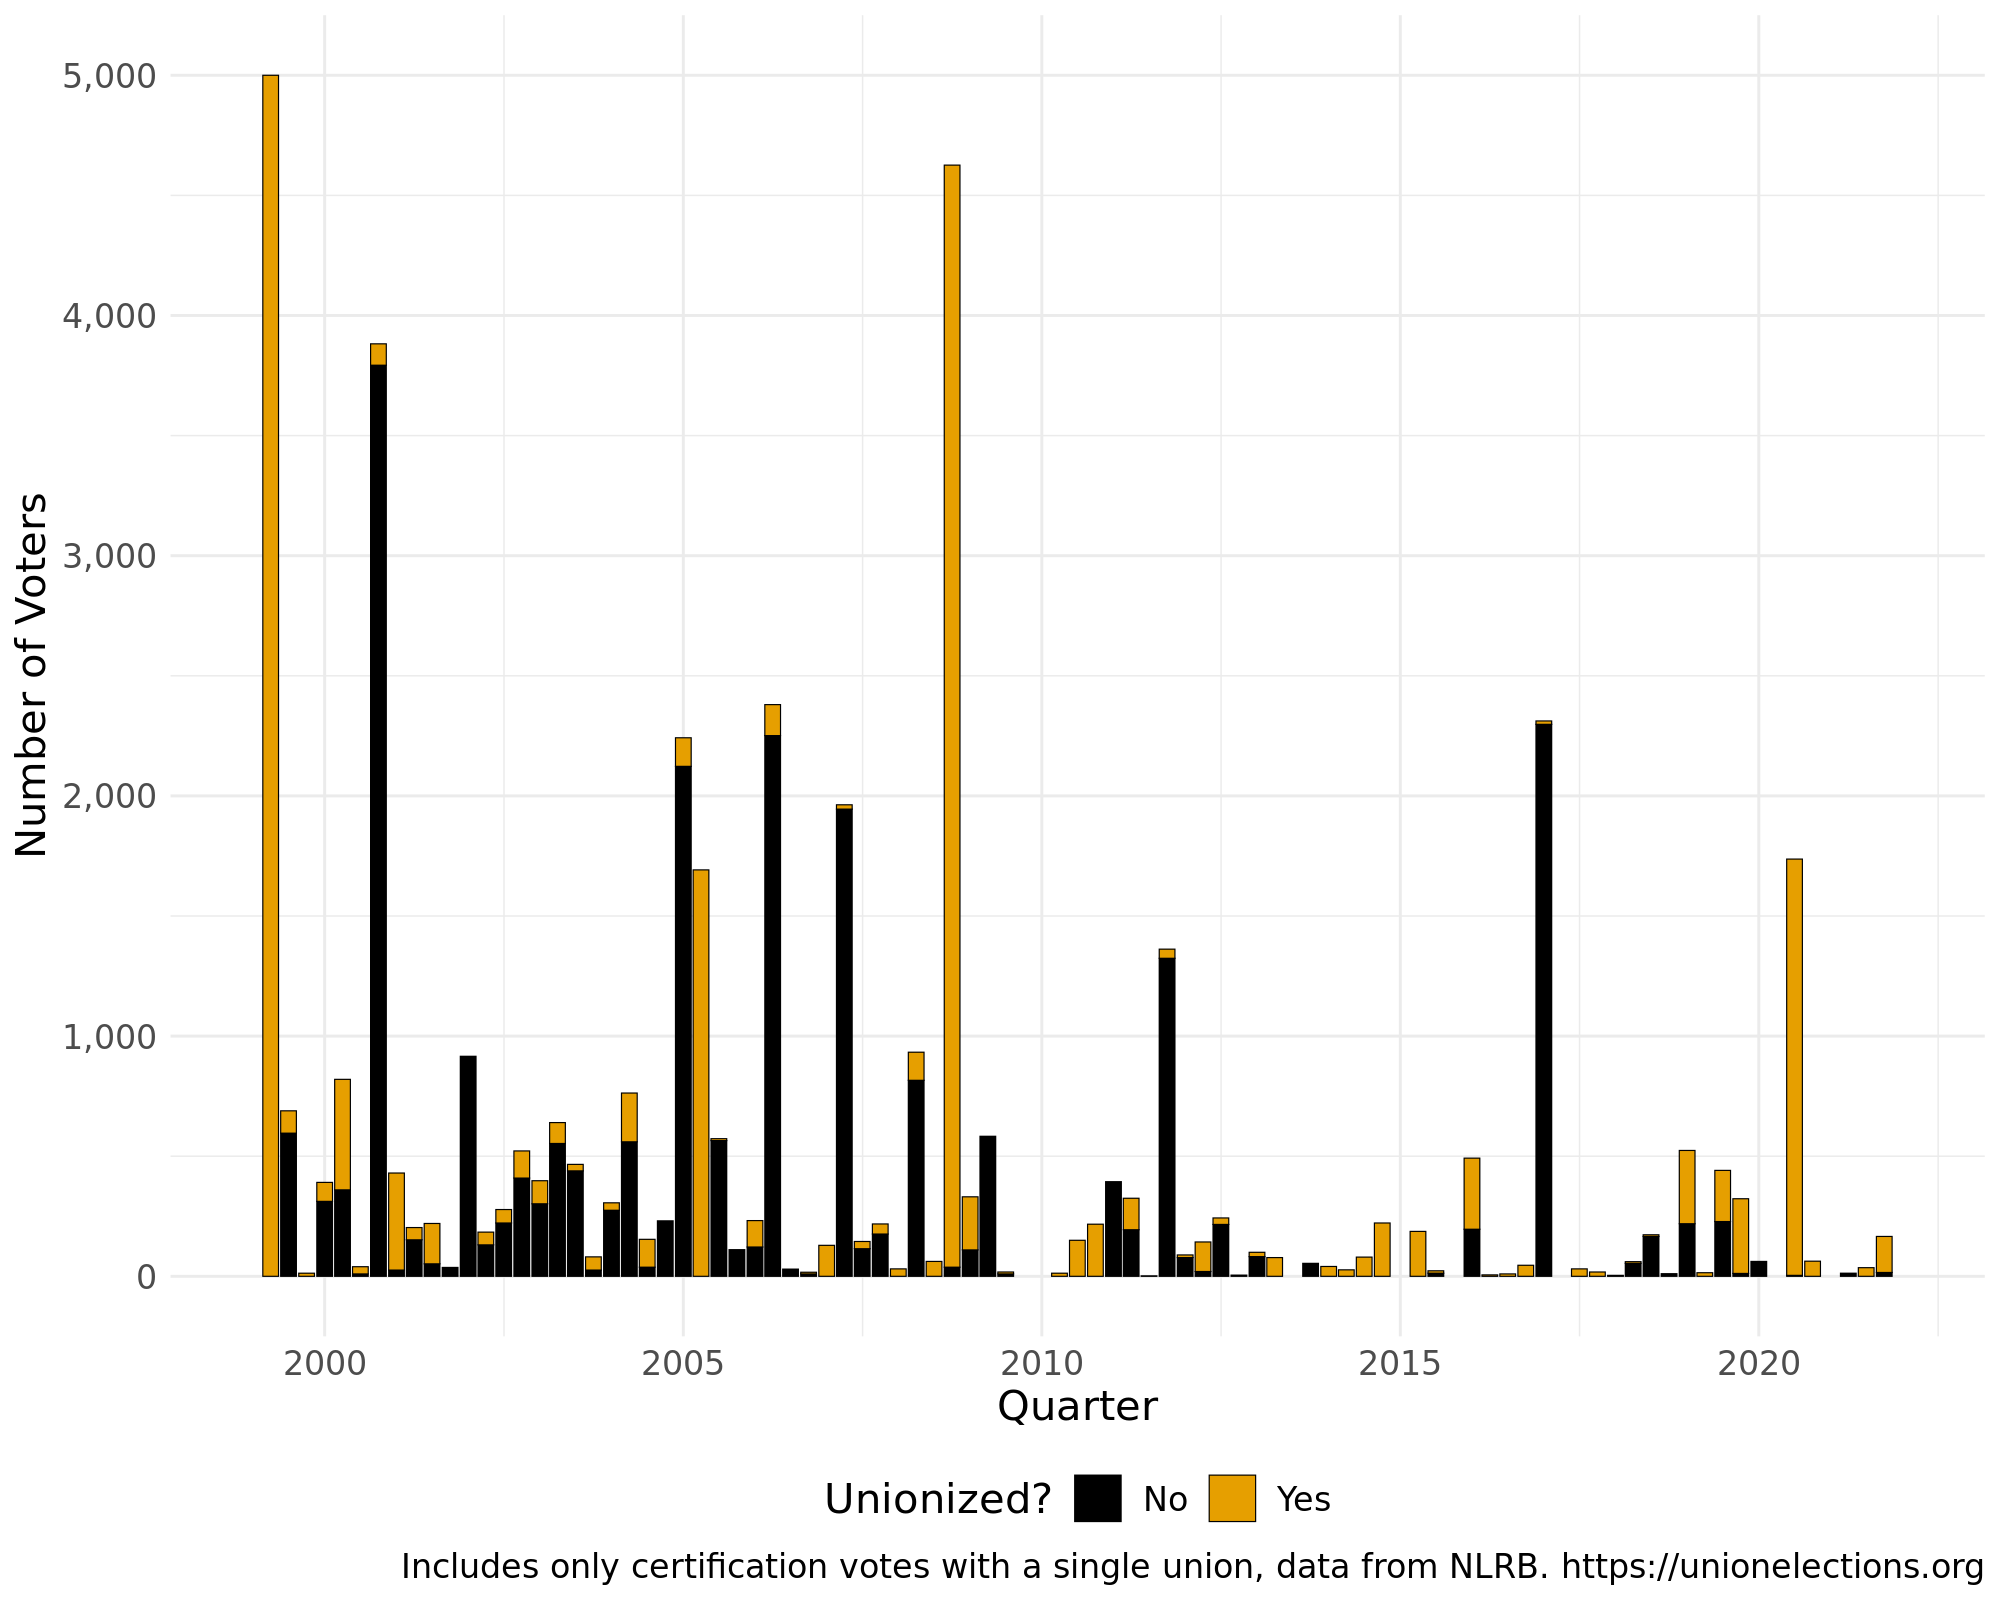 5,000
4,000
3,000
2,000
1,000
0
Number of Voters
2000 2005 2010 2015 2020
Quarter
Unionized? No Yes
Includes only certification votes with a single union, data from NLRB. https://unionelections.org